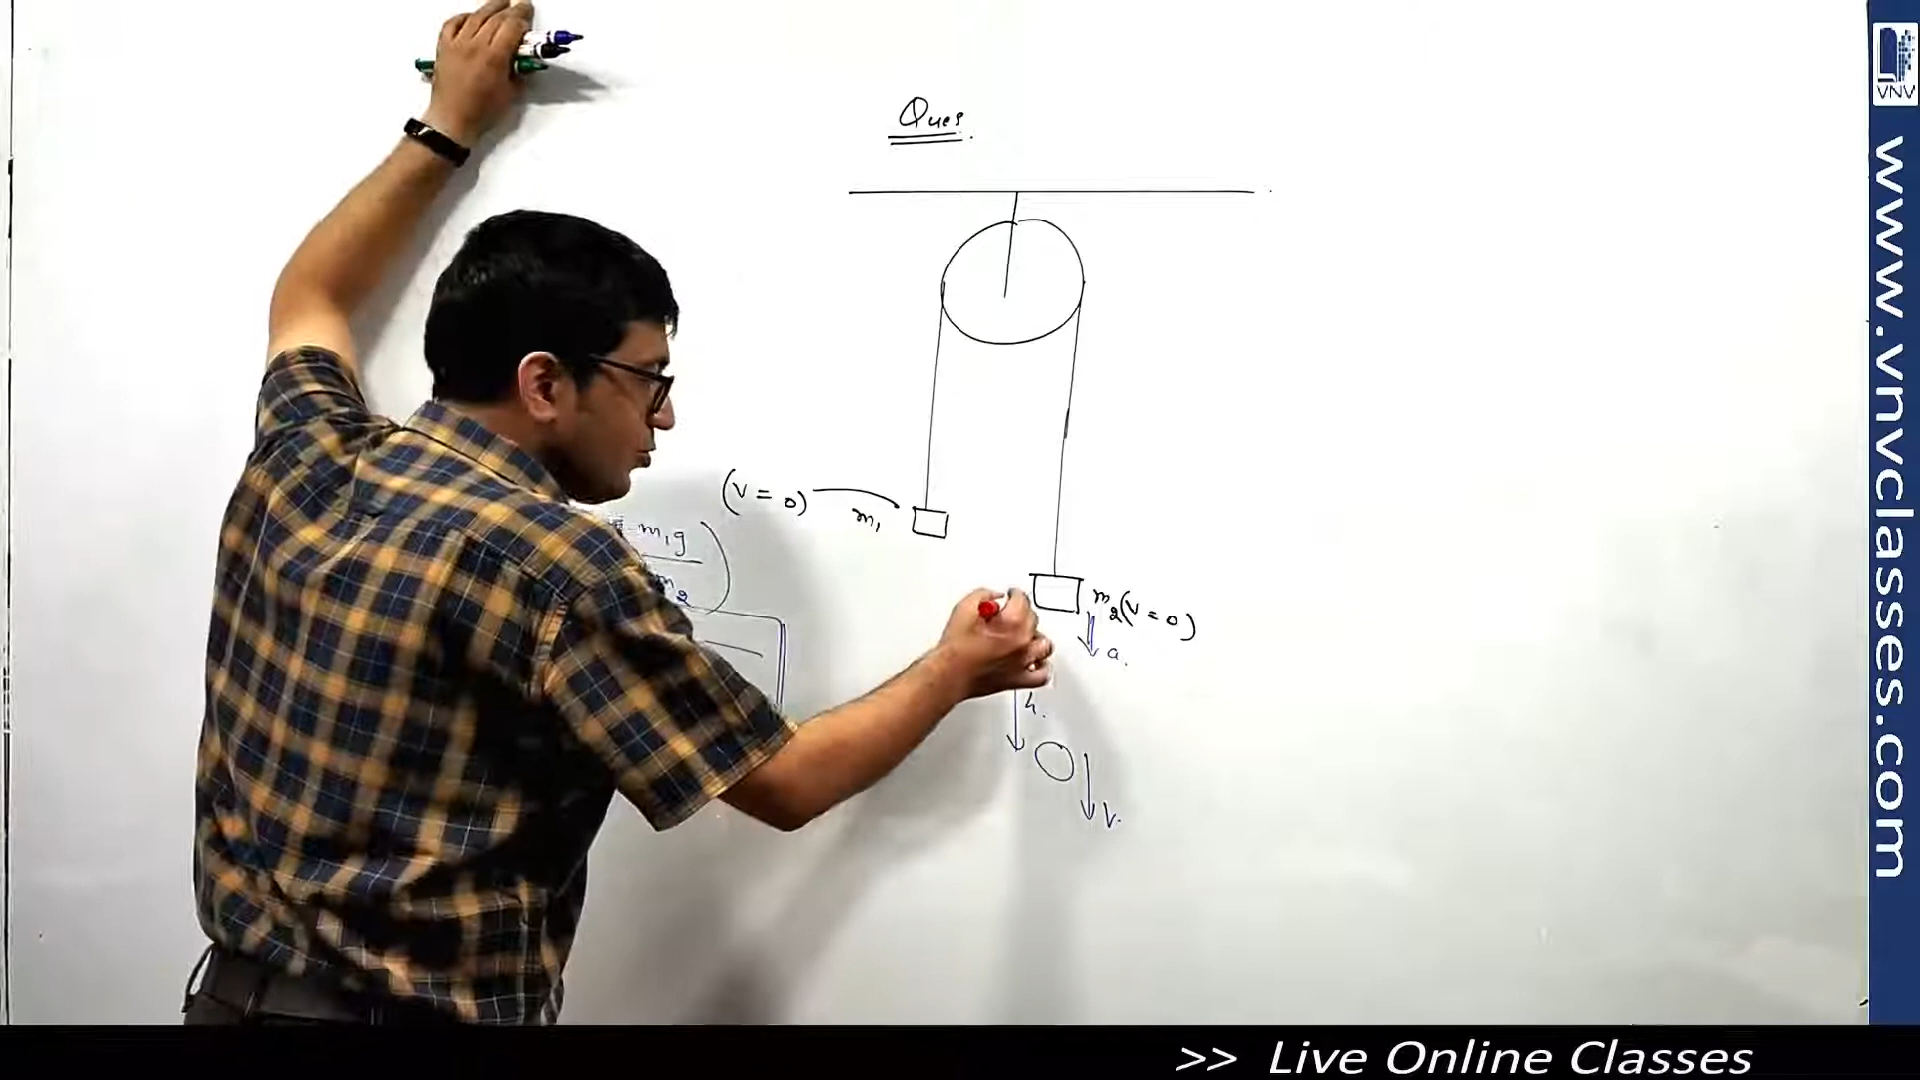 Ques.
(v = 0)
m₁
m₁g
m₂
m₂(v = 0)
a.
h.
v.
VNV
www.vnvclasses.com
>> Live Online Classes